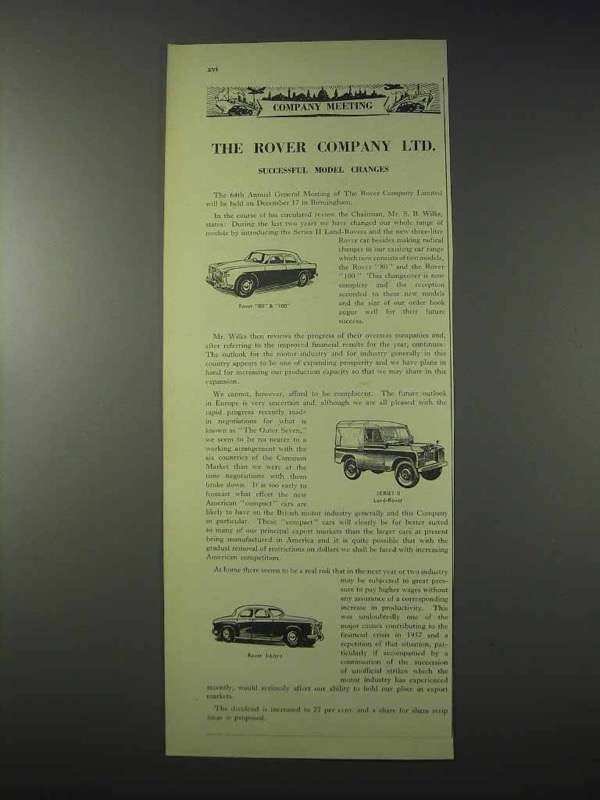 xvi
COMPANY MEETING
THE ROVER COMPANY LTD.
SUCCESSFUL MODEL CHANGES
The 64th Annual General Meeting of The Rover Company Limited
will be held on December 17 in Birmingham.
In the course of his circulated review the Chairman, Mr. S. B. Wilks,
states: During the last two years we have changed our whole range of
models by introducing the Series II Land-Rovers and the new three-litre
Rover car besides making radical
changes in our existing car range
which now consists of two models,
the Rover "80" and the Rover
"100." This changeover is now
complete and the reception
accorded to these new models
and the size of our order book
augur well for their future
success.
Rover "80" & "100"
Mr. Wilks then reviews the progress of their overseas companies and,
after referring to the improved financial results for the year, continues:
The outlook for the motor industry and for industry generally in this
country appears to be one of expanding prosperity and we have plans in
hand for increasing our production capacity so that we may share in this
expansion.
We cannot, however, afford to be complacent. The future outlook
in Europe is very uncertain and, although we are all pleased with the
rapid progress recently made
in negotiations for what is
known as "The Outer Seven,"
we seem to be no nearer to a
working arrangement with the
six countries of the Common
Market than we were at the
time negotiations with them
broke down. It is too early to
forecast what effect the new
American "compact" cars are
SERIES II
Land-Rover
likely to have on the British motor industry generally and this Company
in particular. These "compact" cars will clearly be far better suited
to many of our principal export markets than the larger cars at present
being manufactured in America and it is quite possible that with the
gradual removal of restrictions on dollars we shall be faced with increasing
American competition.
At home there seems to be a real risk that in the next year or two industry
may be subjected to great pres-
sure to pay higher wages without
any assurance of a corresponding
increase in productivity. This
was undoubtedly one of the
major causes contributing to the
financial crisis in 1957 and a
repetition of that situation, par-
ticularly if accompanied by a
continuation of the succession
of unofficial strikes which the
motor industry has experienced
Rover 3-litre
recently, would seriously affect our ability to hold our place in export
markets.
The dividend is increased to 22 per cent. and a share for share scrip
issue is proposed.